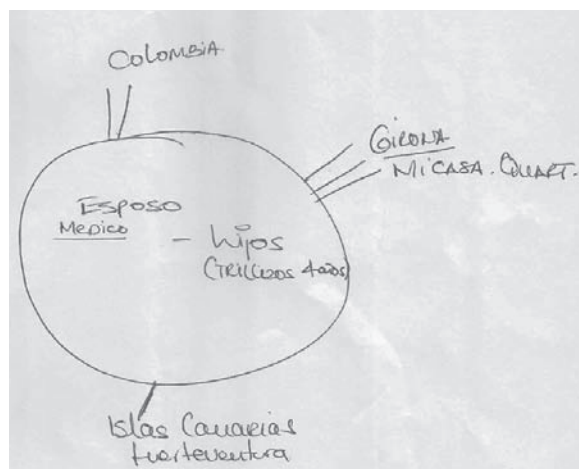 COLOMBIA
GIRONA
MI CASA. QUART.
ESPOSO
MEDICO
- hijos
(TRILLIZOS 4 años)
Islas Canarias
fuerteventura